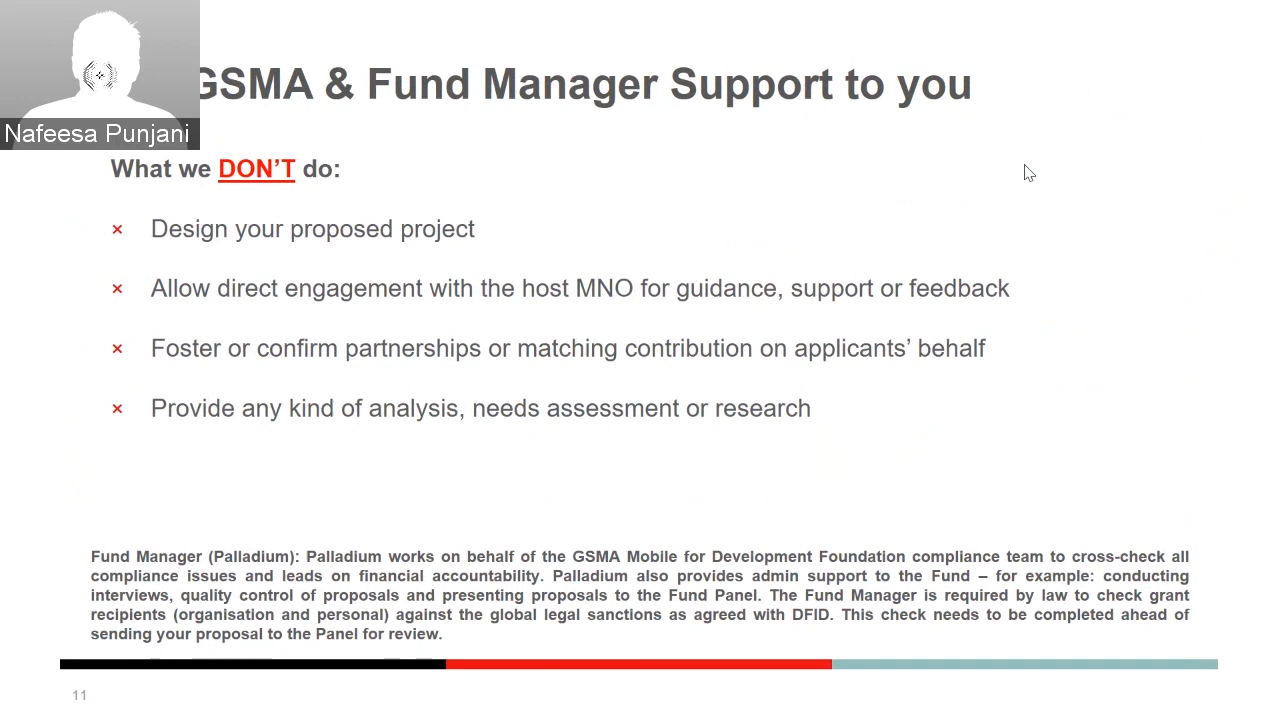 GSMA & Fund Manager Support to you
Nafeesa Punjani
What we DON’T do:
× Design your proposed project
× Allow direct engagement with the host MNO for guidance, support or feedback
× Foster or confirm partnerships or matching contribution on applicants’ behalf
× Provide any kind of analysis, needs assessment or research
Fund Manager (Palladium): Palladium works on behalf of the GSMA Mobile for Development Foundation compliance team to cross-check all
compliance issues and leads on financial accountability. Palladium also provides admin support to the Fund – for example: conducting
interviews, quality control of proposals and presenting proposals to the Fund Panel. The Fund Manager is required by law to check grant
recipients (organisation and personal) against the global legal sanctions as agreed with DFID. This check needs to be completed ahead of
sending your proposal to the Panel for review.
11